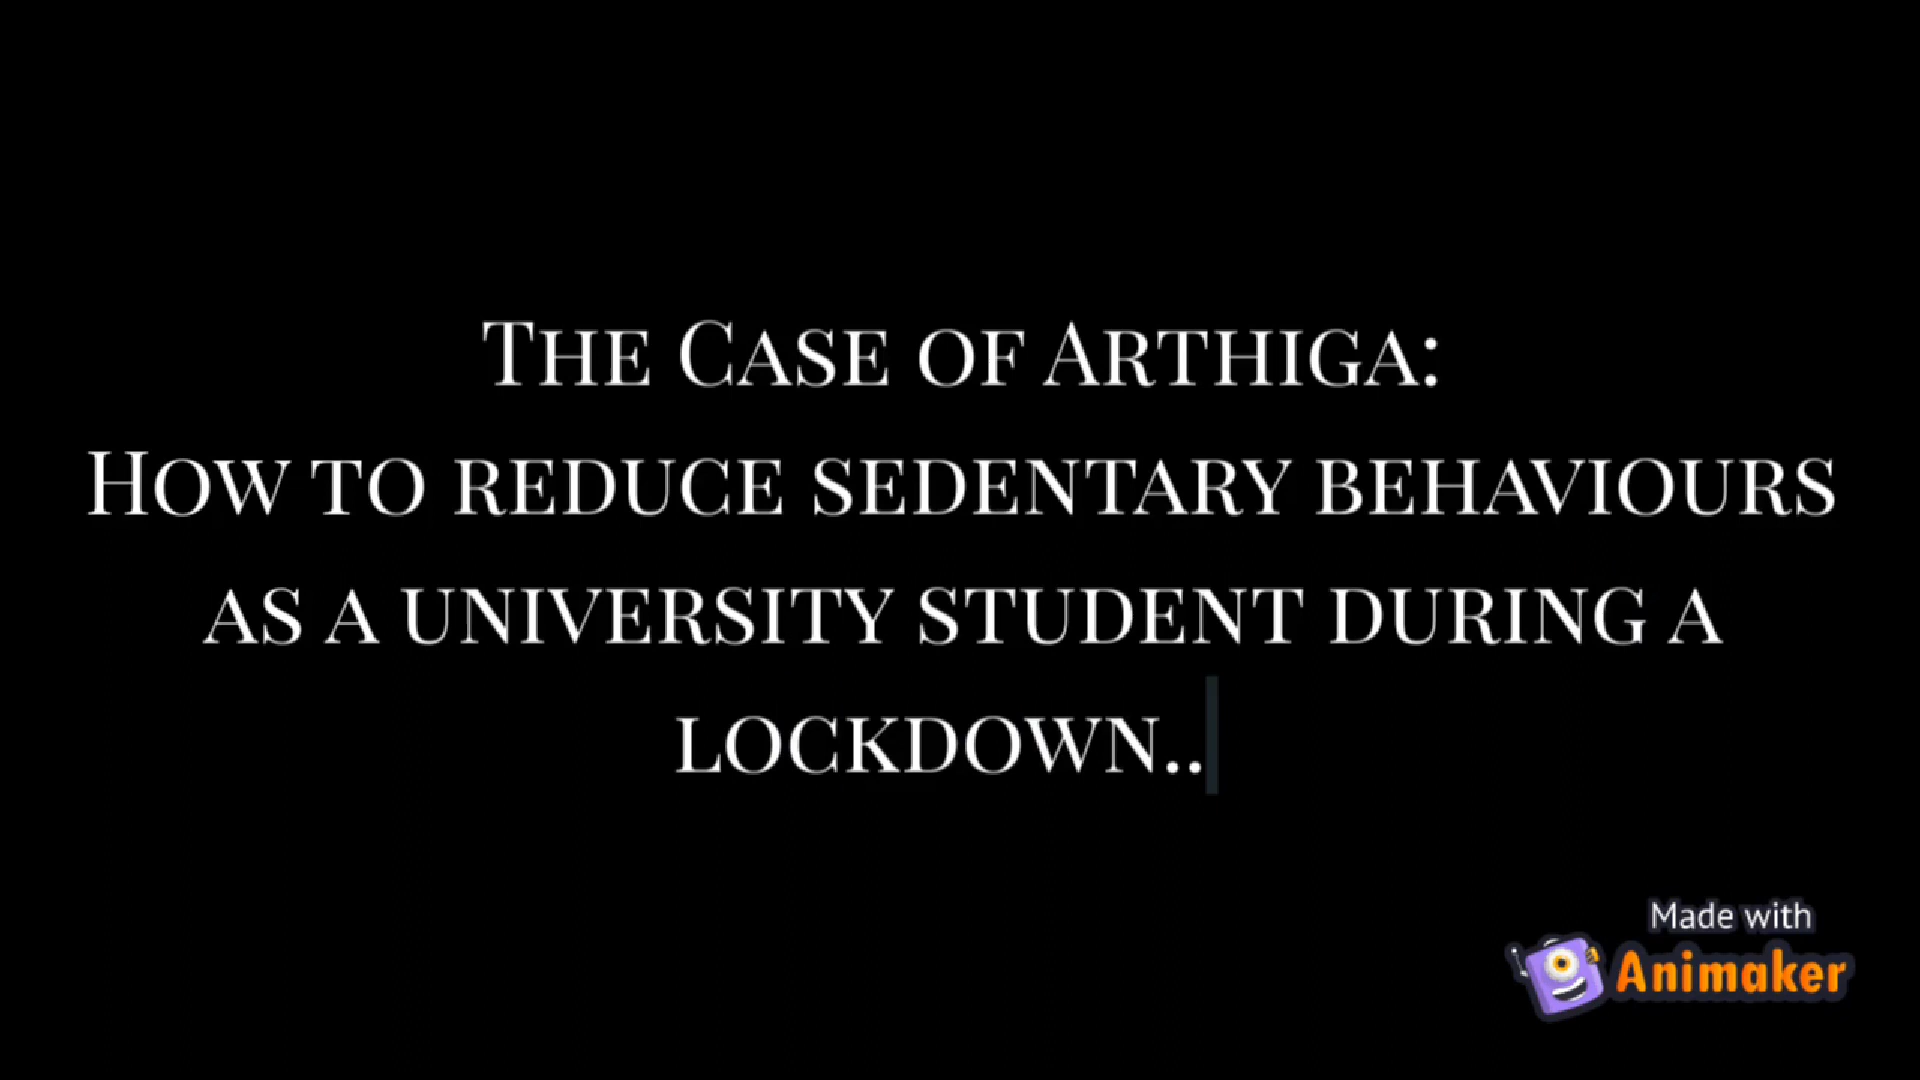 The Case of Arthiga:
How to reduce sedentary behaviours
as a university student during a
lockdown..
Made with
Animaker